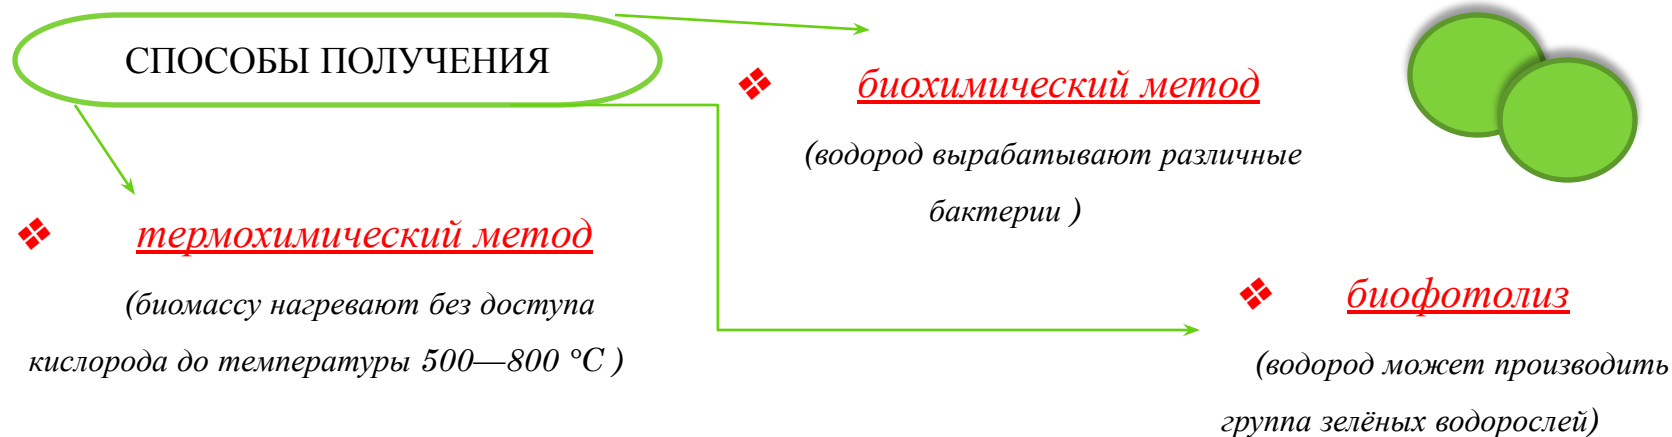 СПОСОБЫ ПОЛУЧЕНИЯ
биохимический метод
(водород вырабатывают различные
бактерии )
термохимический метод
(биомассу нагревают без доступа
кислорода до температуры 500—800 °С )
биофотолиз
(водород может производить
группа зелёных водорослей)